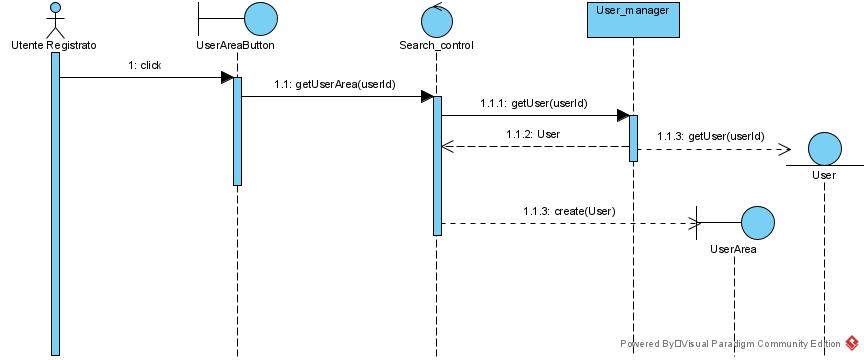 Utente Registrato
UserAreaButton
Search_control
User_manager
1: click
1.1: getUserArea(userId)
1.1.1: getUser(userId)
1.1.2: User
1.1.3: getUser(userId)
User
1.1.3: create(User)
UserArea
Powered By Visual Paradigm Community Edition